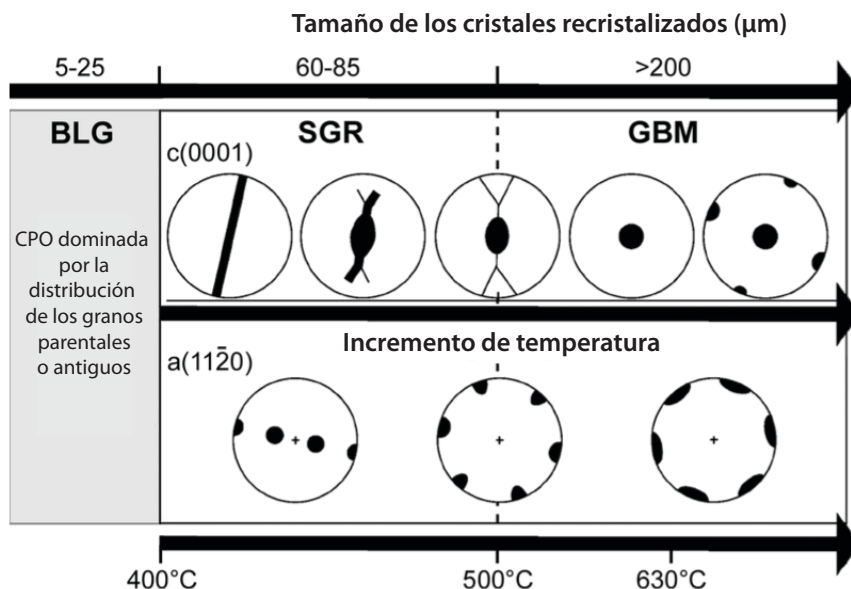 Tamaño de los cristales recristalizados (μm)
5-25
60-85
>200
BLG
SGR
GBM
c(0001)
CPO dominada
por la
distribución
de los granos
parentales
o antiguos
Incremento de temperatura
a(112̄0)
400°C
500°C
630°C